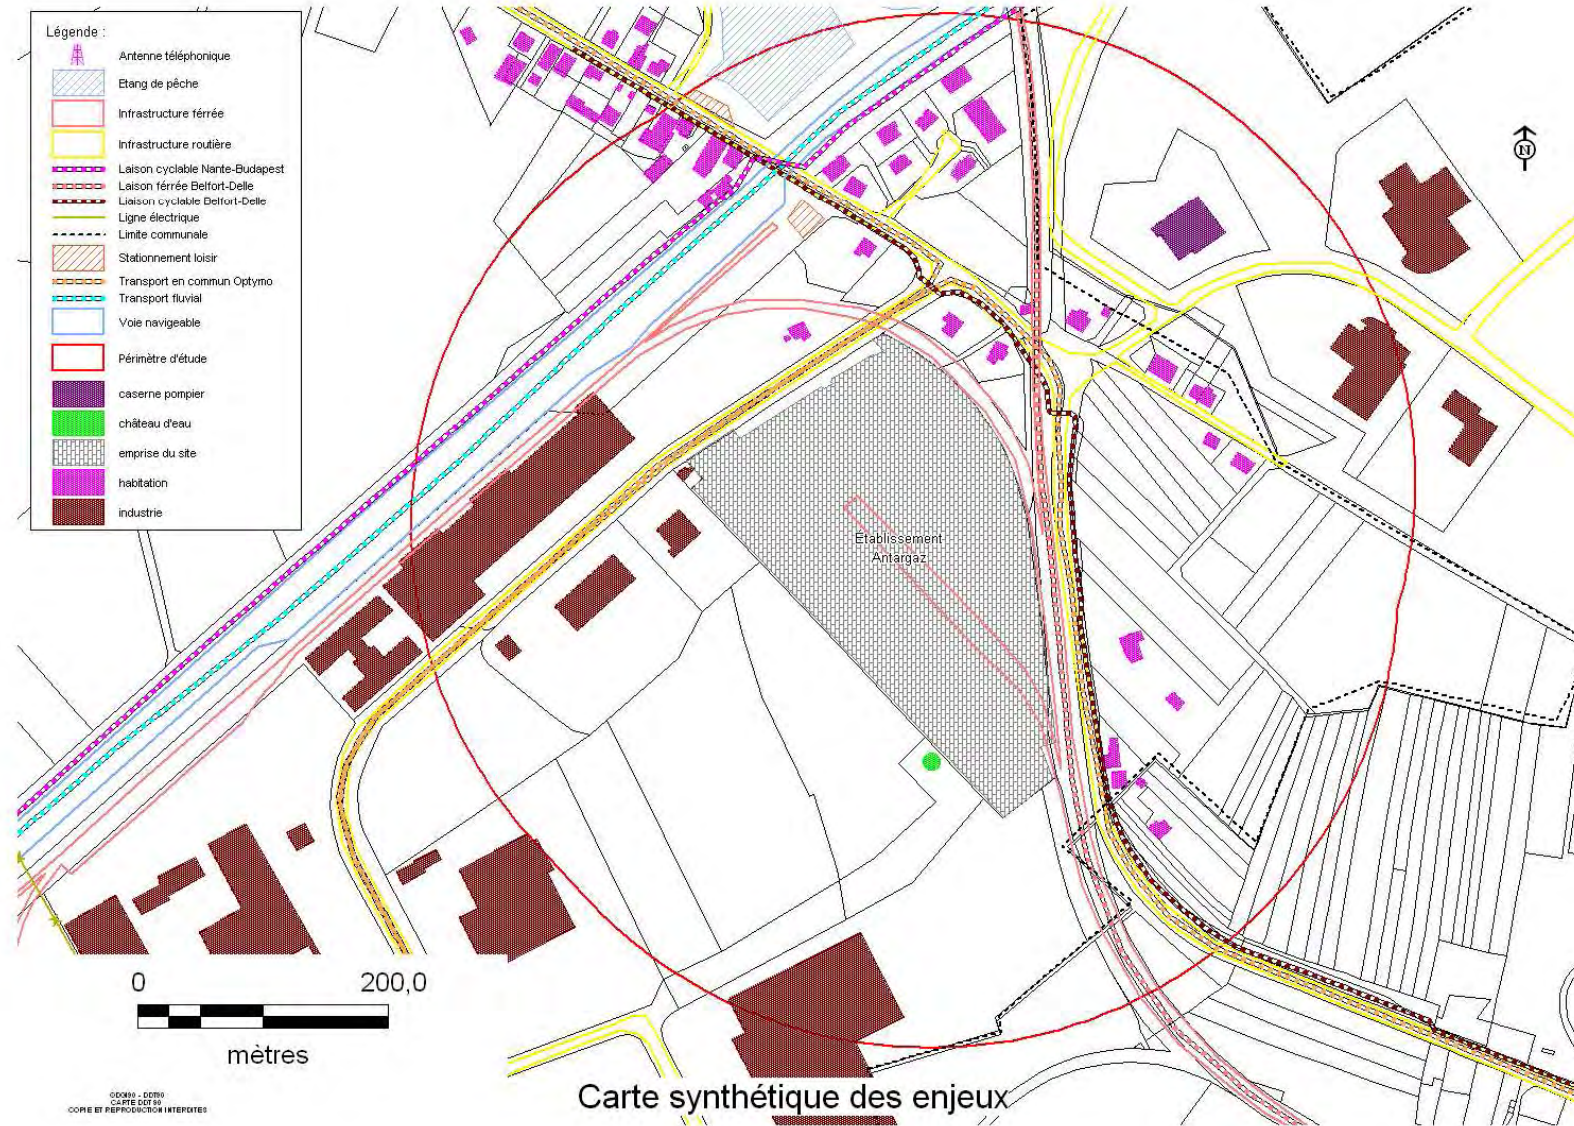 Légende :
Antenne téléphonique
Etang de pêche
Infrastructure férrée
Infrastructure routière
Laison cyclable Nante-Budapest
Laison férrée Belfort-Delle
Liaison cyclable Belfort-Delle
Ligne électrique
Limite communale
Stationnement loisir
Transport en commun Optymo
Transport fluvial
Voie navigeable
Périmètre d'étude
caserne pompier
château d'eau
emprise du site
habitation
industrie
N
Etablissement
Antargaz
0 200,0
mètres
CARTE DDT 90
COPIE ET REPRODUCTION INTERDITES
Carte synthétique des enjeux